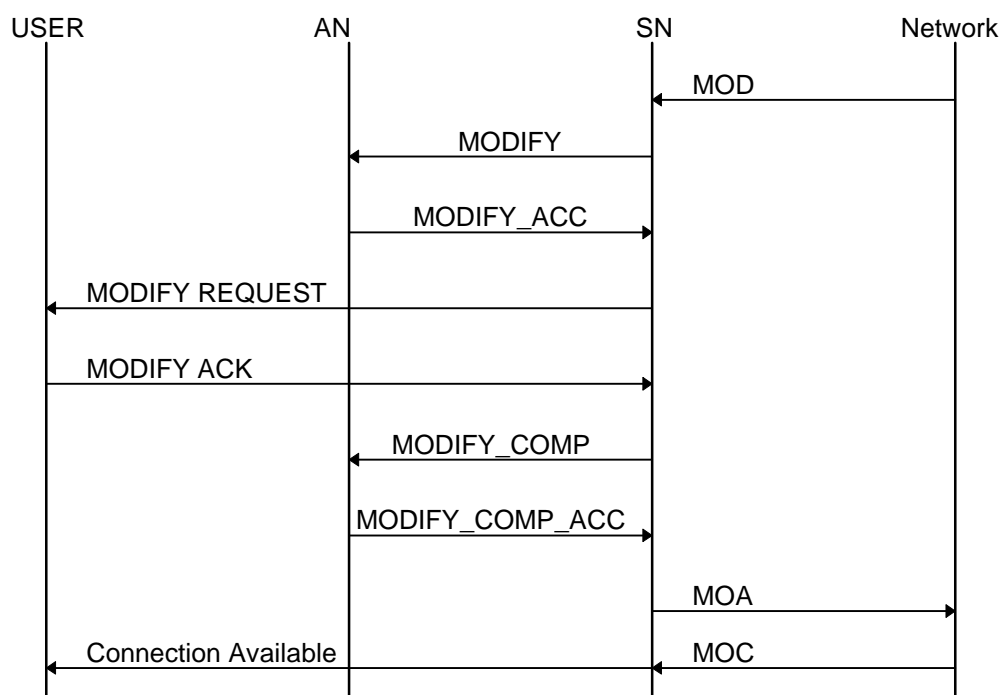 USER AN SN Network
MOD
MODIFY
MODIFY_ACC
MODIFY REQUEST
MODIFY ACK
MODIFY_COMP
MODIFY_COMP_ACC
MOA
Connection Available MOC